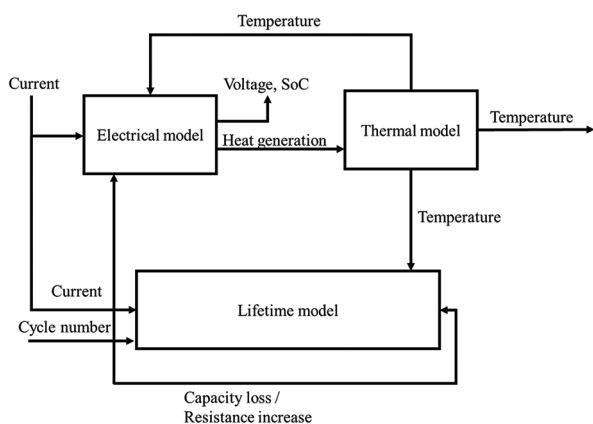 Temperature
Current
Voltage, SoC
Electrical model
Heat generation
Thermal model
Temperature
Temperature
Current
Lifetime model
Cycle number
Capacity loss /
Resistance increase